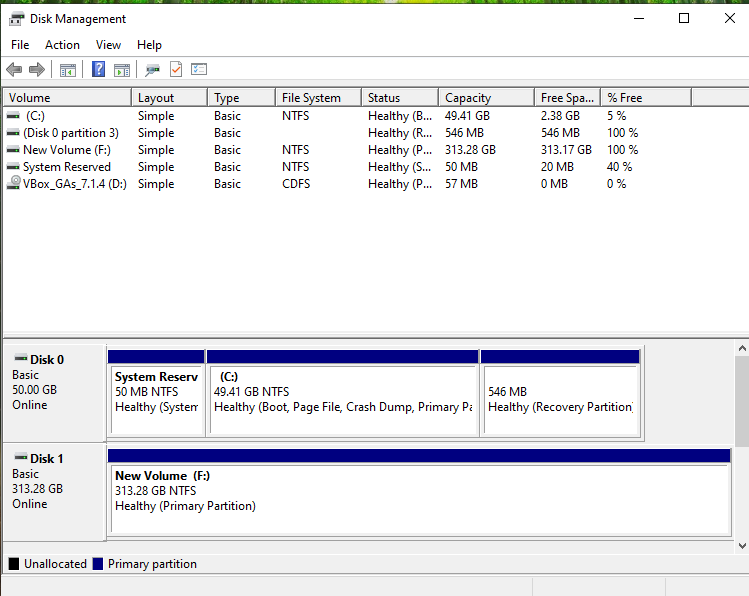 Disk Management
File Action View Help
Volume Layout Type File System Status Capacity Free Spa... % Free
(C:) Simple Basic NTFS Healthy (B... 49.41 GB 2.38 GB 5 %
(Disk 0 partition 3) Simple Basic Healthy (R... 546 MB 546 MB 100 %
New Volume (F:) Simple Basic NTFS Healthy (P... 313.28 GB 313.17 GB 100 %
System Reserved Simple Basic NTFS Healthy (S... 50 MB 20 MB 40 %
VBox_GAs_7.1.4 (D:) Simple Basic CDFS Healthy (P... 57 MB 0 MB 0 %
Disk 0
Basic
50.00 GB
Online
System Reserv
50 MB NTFS
Healthy (System
(C:)
49.41 GB NTFS
Healthy (Boot, Page File, Crash Dump, Primary Pa
546 MB
Healthy (Recovery Partition)
Disk 1
Basic
313.28 GB
Online
New Volume (F:)
313.28 GB NTFS
Healthy (Primary Partition)
Unallocated Primary partition